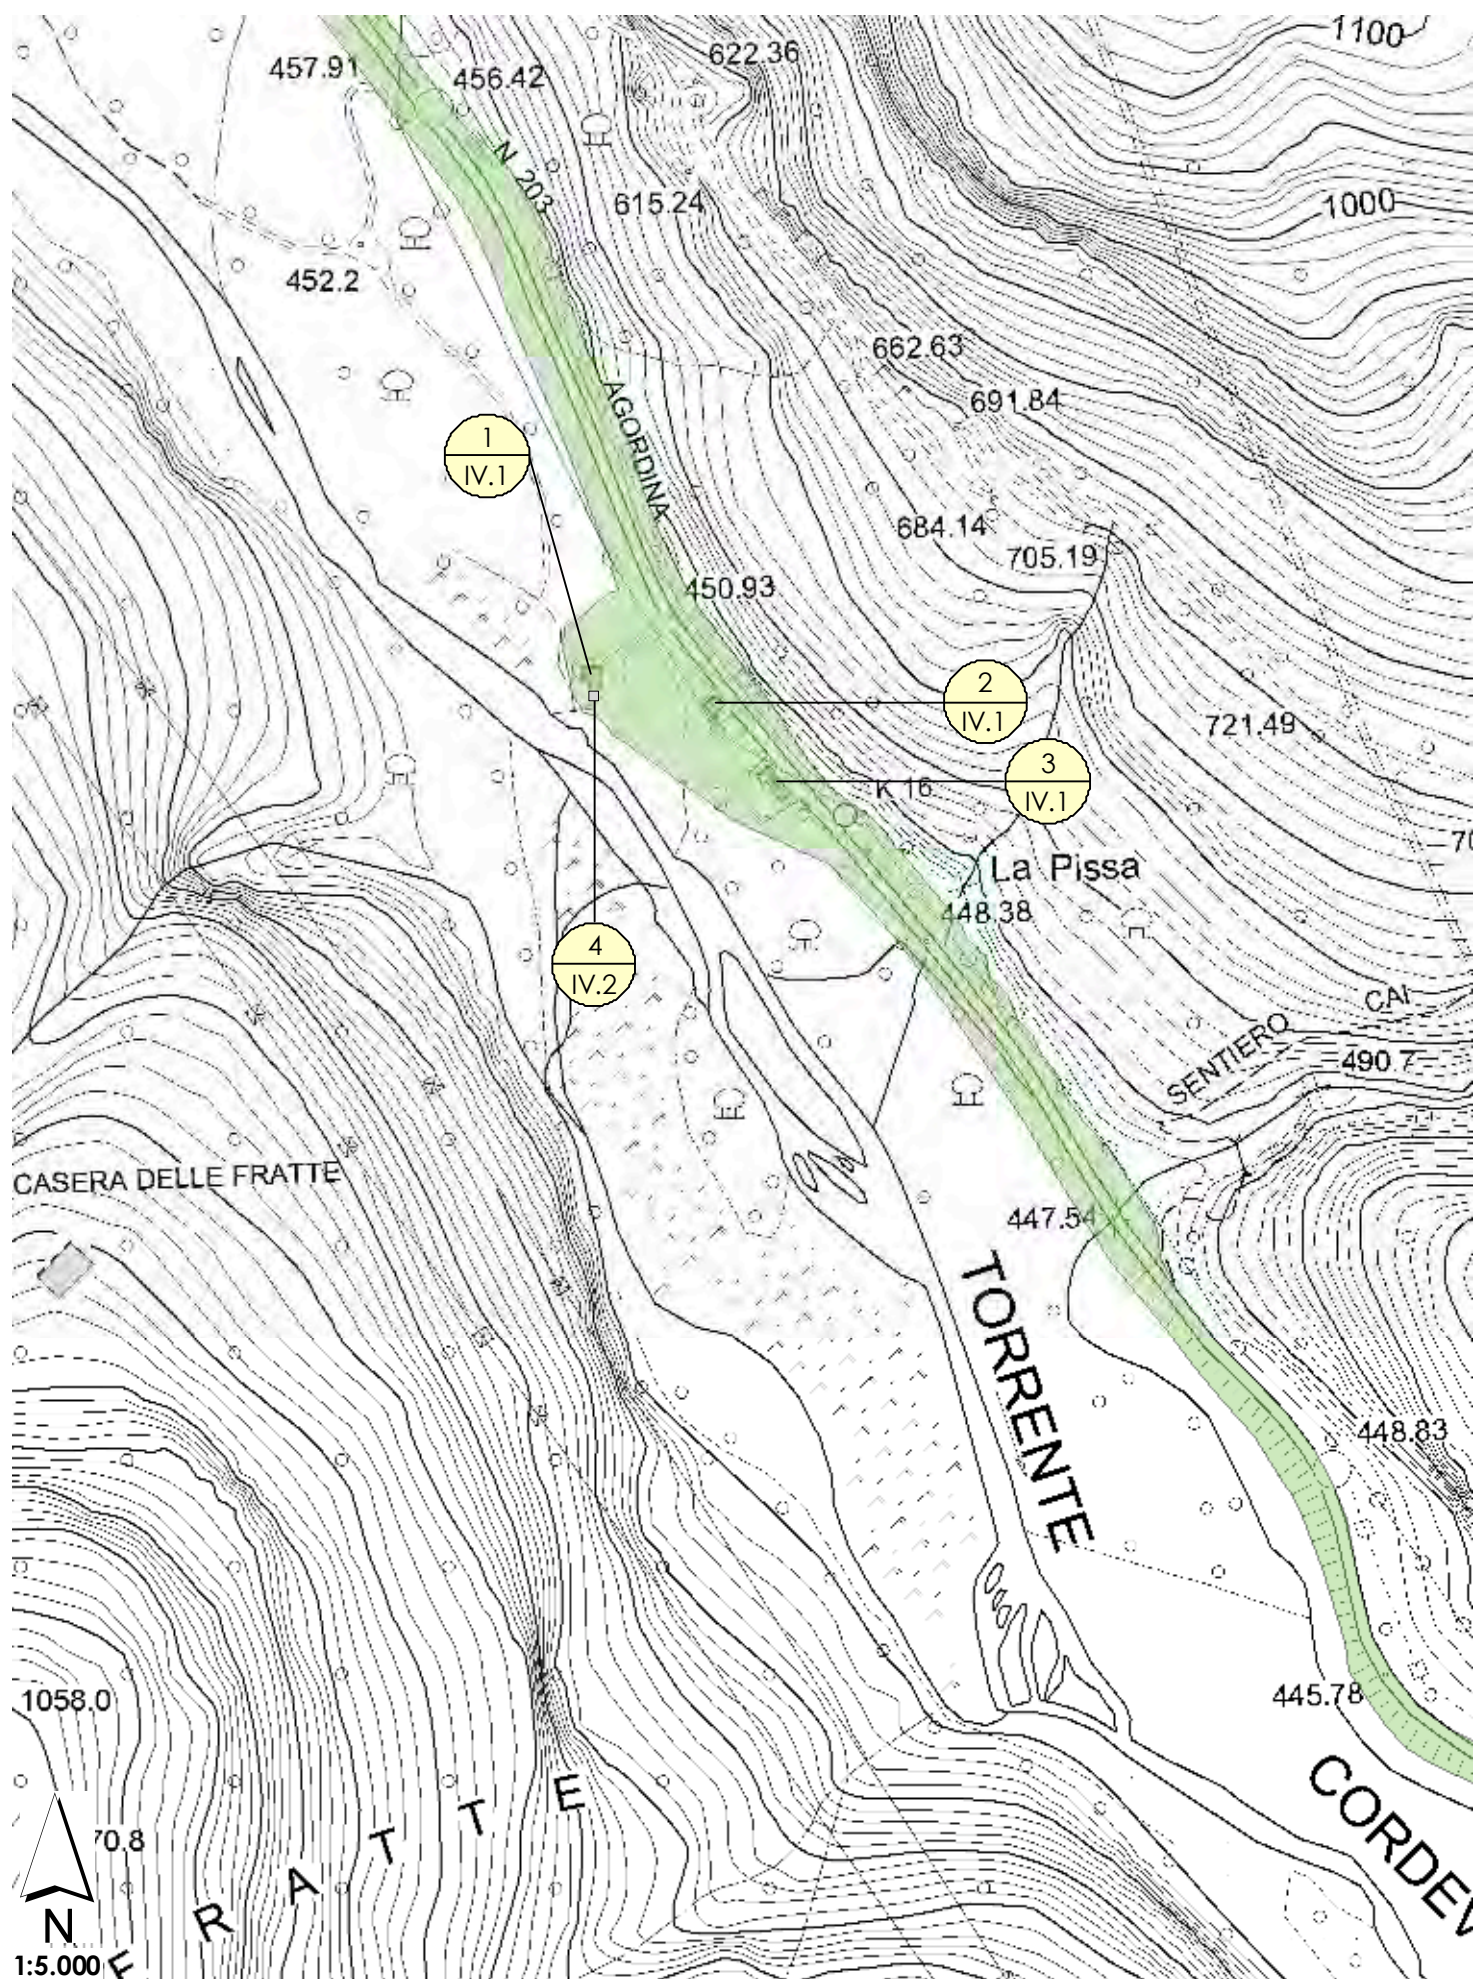 1100
622.36
457.91
456.42
N 203
615.24
1000
452.2
662.63
691.84
AGORDINA
1
IV.1
684.14
705.19
450.93
2
IV.1
721.49
3
IV.1
K 16
La Pissa
448.38
4
IV.2
SENTIERO CAI
490.7
CASERA DELLE FRATTE
447.54
TORRENTE
448.83
445.78
1058.0
CORDEV
70.8
F R A T T E
N
1:5.000